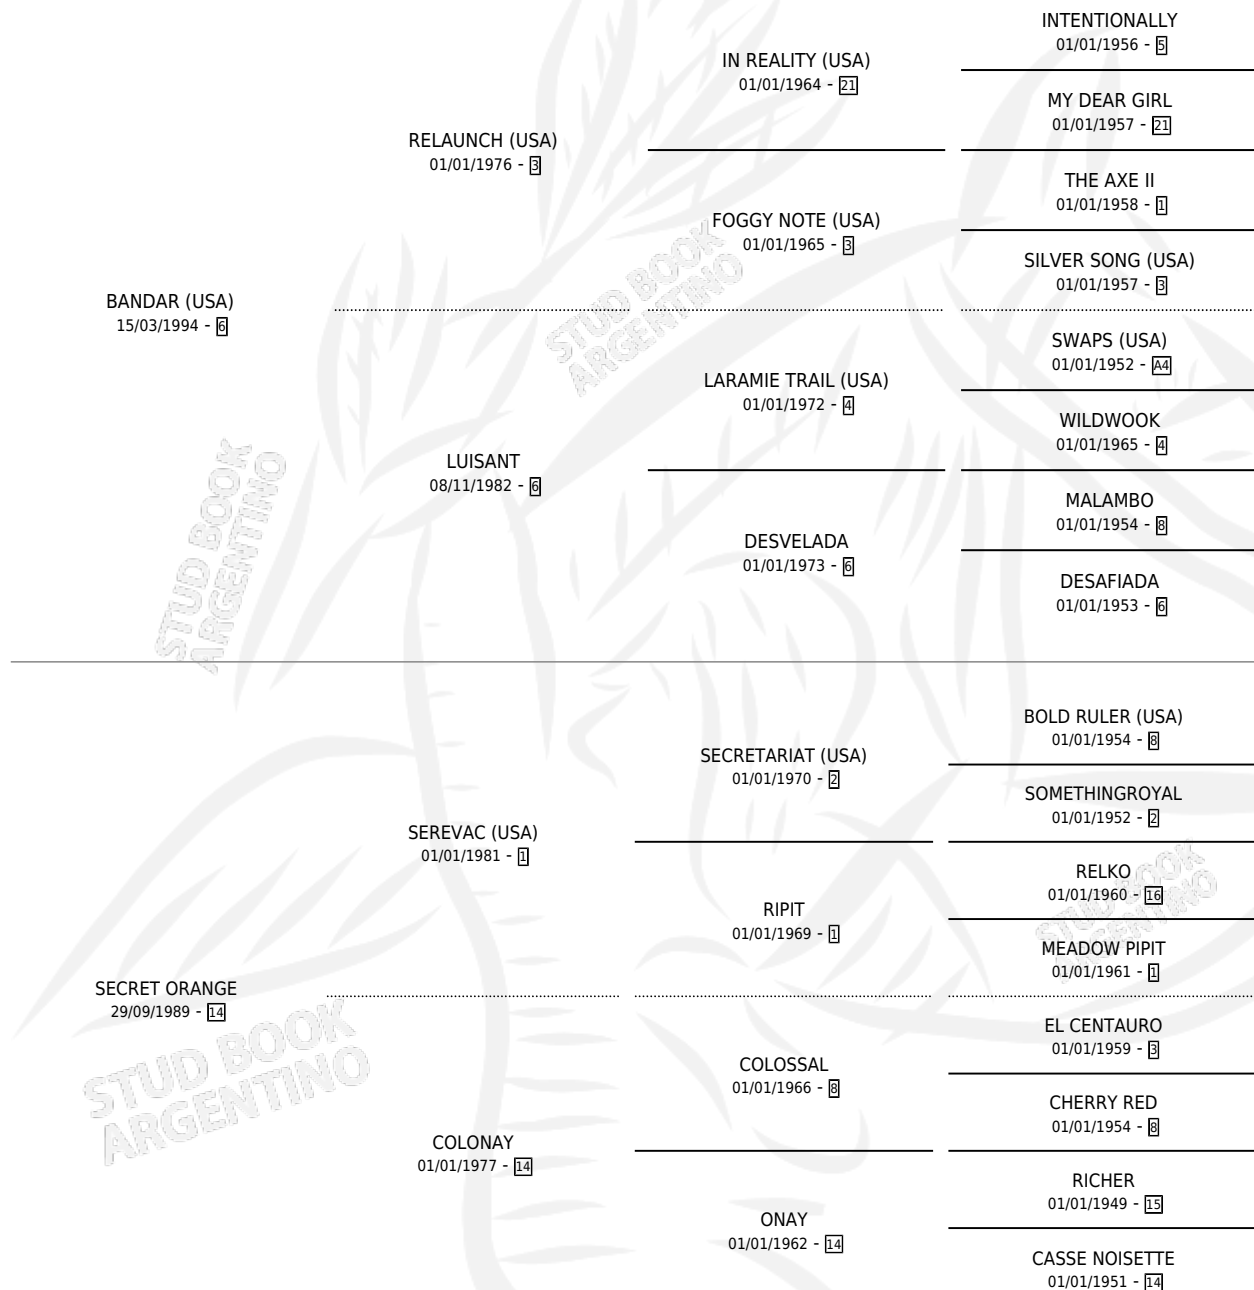 INTENTIONALLY
01/01/1956 - 5
IN REALITY (USA)
01/01/1964 - 21
MY DEAR GIRL
01/01/1957 - 21
RELAUNCH (USA)
01/01/1976 - 3
THE AXE II
01/01/1958 - 1
FOGGY NOTE (USA)
01/01/1965 - 3
SILVER SONG (USA)
01/01/1957 - 3
BANDAR (USA)
15/03/1994 - 6
SWAPS (USA)
01/01/1952 - A4
LARAMIE TRAIL (USA)
01/01/1972 - 4
WILDWOOK
01/01/1965 - 4
LUISANT
08/11/1982 - 6
MALAMBO
01/01/1954 - 8
DESVELADA
01/01/1973 - 6
DESAFIADA
01/01/1953 - 6
BOLD RULER (USA)
01/01/1954 - 8
SECRETARIAT (USA)
01/01/1970 - 2
SOMETHINGROYAL
01/01/1952 - 2
SEREVAC (USA)
01/01/1981 - 1
RELKO
01/01/1960 - 16
RIPIT
01/01/1969 - 1
MEADOW PIPIT
01/01/1961 - 1
SECRET ORANGE
29/09/1989 - 14
EL CENTAURO
01/01/1959 - 3
COLOSSAL
01/01/1966 - 8
CHERRY RED
01/01/1954 - 8
COLONAY
01/01/1977 - 14
RICHER
01/01/1949 - 15
ONAY
01/01/1962 - 14
CASSE NOISETTE
01/01/1951 - 14
STUD BOOK
ARGENTINO
STUD BOOK
ARGENTINO
STUD BOOK
ARGENTINO
STUD BOOK
ARGENTINO